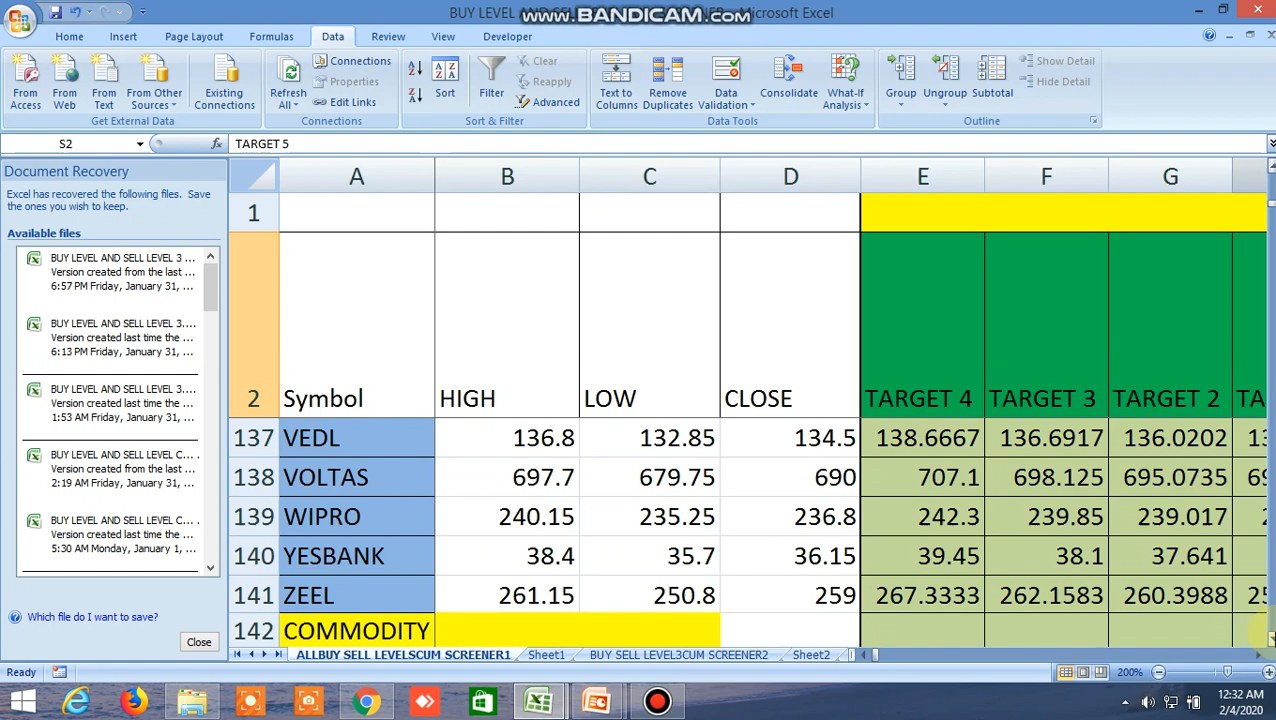 BUY LEVEL AND SELL
SCREENER - Microsoft Excel
www.BANDICAM.com
Home Insert Page Layout Formulas Data Review View Developer
From Access
From Web
From Text
From Other Sources
Existing Connections
Get External Data
Refresh All
Connections
Properties
Edit Links
Connections
Sort
Filter
Clear
Reapply
Advanced
Sort & Filter
Text to Columns
Remove Duplicates
Data Validation
Consolidate
What-If Analysis
Data Tools
Group
Ungroup
Subtotal
Show Detail
Hide Detail
Outline
S2 fx TARGET 5
Document Recovery
Excel has recovered the following files. Save
the ones you wish to keep.
Available files
BUY LEVEL AND SELL LEVEL 3 ...
Version created from the last ...
6:57 PM Friday, January 31, ...
BUY LEVEL AND SELL LEVEL 3....
Version created last time the ...
6:13 PM Friday, January 31, ...
BUY LEVEL AND SELL LEVEL 3....
Version created last time the ...
1:53 AM Friday, January 31, ...
BUY LEVEL AND SELL LEVEL C...
Version created from the last ...
2:19 AM Friday, January 31, ...
BUY LEVEL AND SELL LEVEL C...
Version created last time the ...
5:30 AM Monday, January 1, ...
Which file do I want to save?
Close
A B C D E F G
1
2 Symbol HIGH LOW CLOSE TARGET 4 TARGET 3 TARGET 2 TA
137 VEDL 136.8 132.85 134.5 138.6667 136.6917 136.0202 13
138 VOLTAS 697.7 679.75 690 707.1 698.125 695.0735 69
139 WIPRO 240.15 235.25 236.8 242.3 239.85 239.017 23
140 YESBANK 38.4 35.7 36.15 39.45 38.1 37.641 3
141 ZEEL 261.15 250.8 259 267.3333 262.1583 260.3988 25
142 COMMODITY
ALLBUY SELL LEVELSCUM SCREENER1 Sheet1 BUY SELL LEVEL3CUM SCREENER2 Sheet2
Ready 200%
12:32 AM
2/4/2020